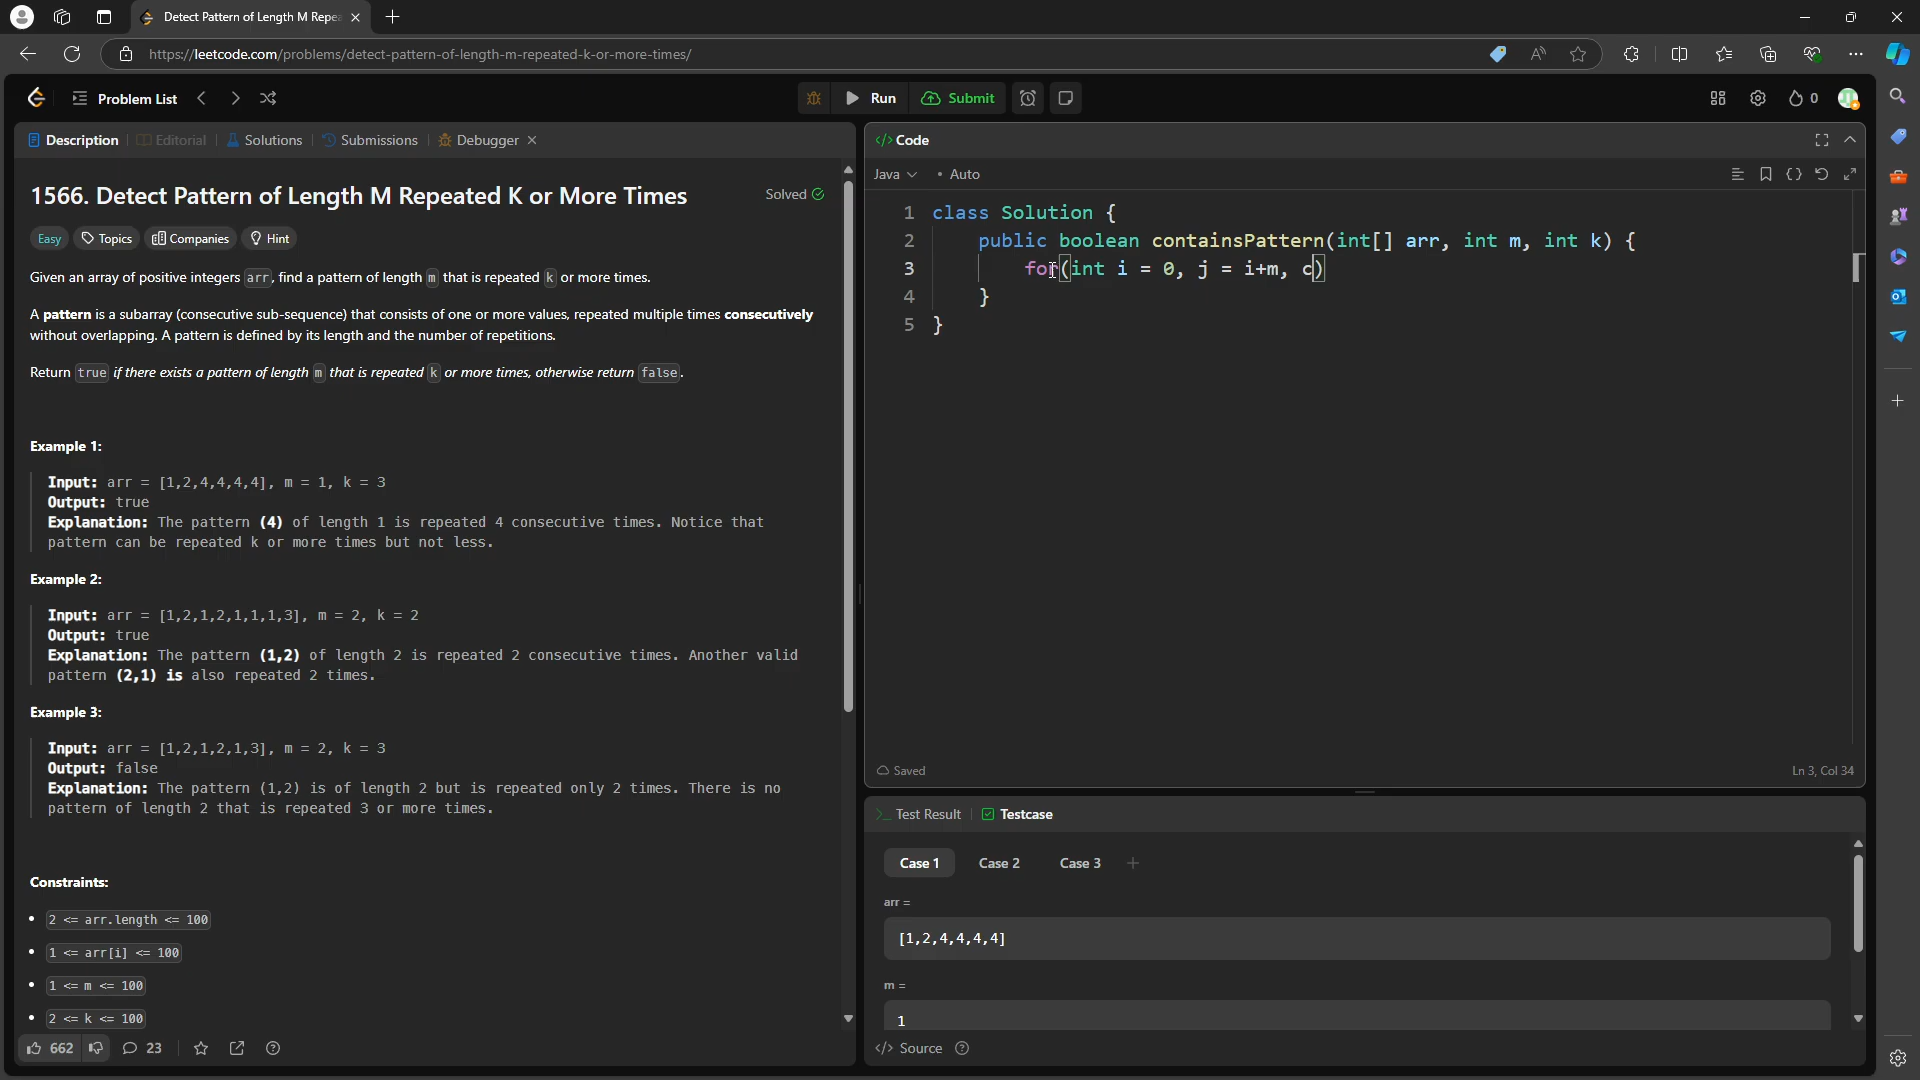 Detect Pattern of Length M Repea
https://leetcode.com/problems/detect-pattern-of-length-m-repeated-k-or-more-times/
Problem List
Run
Submit
0
Description
Editorial
Solutions
Submissions
Debugger
1566. Detect Pattern of Length M Repeated K or More Times
Solved
Easy
Topics
Companies
Hint
Given an array of positive integers arr, find a pattern of length m that is repeated k or more times.
A pattern is a subarray (consecutive sub-sequence) that consists of one or more values, repeated multiple times consecutively
without overlapping. A pattern is defined by its length and the number of repetitions.
Return true if there exists a pattern of length m that is repeated k or more times, otherwise return false.
Example 1:
Input: arr = [1,2,4,4,4,4], m = 1, k = 3
Output: true
Explanation: The pattern (4) of length 1 is repeated 4 consecutive times. Notice that
pattern can be repeated k or more times but not less.
Example 2:
Input: arr = [1,2,1,2,1,1,1,3], m = 2, k = 2
Output: true
Explanation: The pattern (1,2) of length 2 is repeated 2 consecutive times. Another valid
pattern (2,1) is also repeated 2 times.
Example 3:
Input: arr = [1,2,1,2,1,3], m = 2, k = 3
Output: false
Explanation: The pattern (1,2) is of length 2 but is repeated only 2 times. There is no
pattern of length 2 that is repeated 3 or more times.
Constraints:
• 2 <= arr.length <= 100
• 1 <= arr[i] <= 100
• 1 <= m <= 100
• 2 <= k <= 100
662
23
</> Code
Java
• Auto
1 class Solution {
2 public boolean containsPattern(int[] arr, int m, int k) {
3 for(int i = 0, j = i+m, c)
4 }
5 }
Saved
Ln 3, Col 34
Test Result
Testcase
Case 1
Case 2
Case 3
arr =
[1,2,4,4,4,4]
m =
1
</> Source